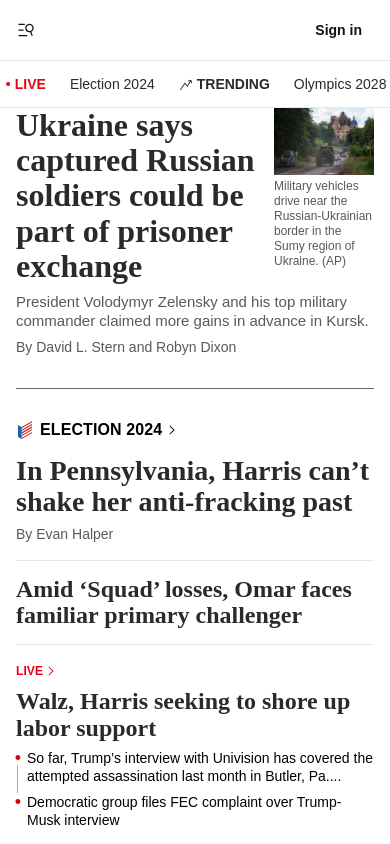 Sign in
• LIVE Election 2024 TRENDING Olympics 2028
Ukraine says
captured Russian
soldiers could be
part of prisoner
exchange
Military vehicles
drive near the
Russian-Ukrainian
border in the
Sumy region of
Ukraine. (AP)
President Volodymyr Zelensky and his top military
commander claimed more gains in advance in Kursk.
By David L. Stern and Robyn Dixon
ELECTION 2024
In Pennsylvania, Harris can’t
shake her anti-fracking past
By Evan Halper
Amid ‘Squad’ losses, Omar faces
familiar primary challenger
LIVE
Walz, Harris seeking to shore up
labor support
• So far, Trump’s interview with Univision has covered the
attempted assassination last month in Butler, Pa....
• Democratic group files FEC complaint over Trump-
Musk interview